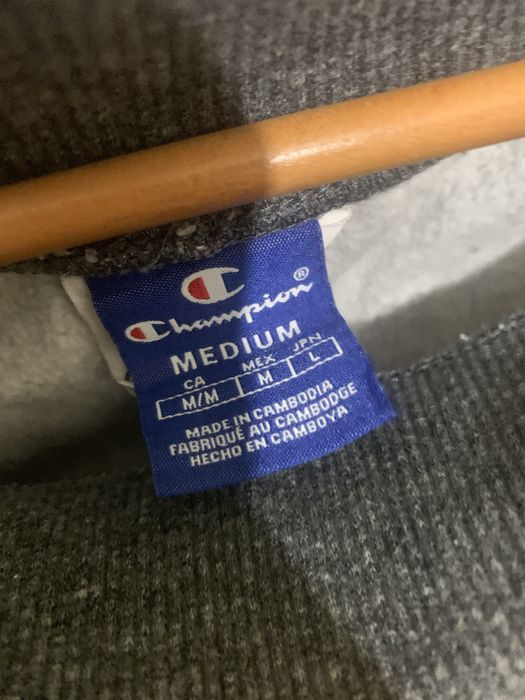 Champion®
MEDIUM
CA MEX JPN
M/M M L
MADE IN CAMBODIA
FABRIQUÉ AU CAMBODGE
HECHO EN CAMBOYA